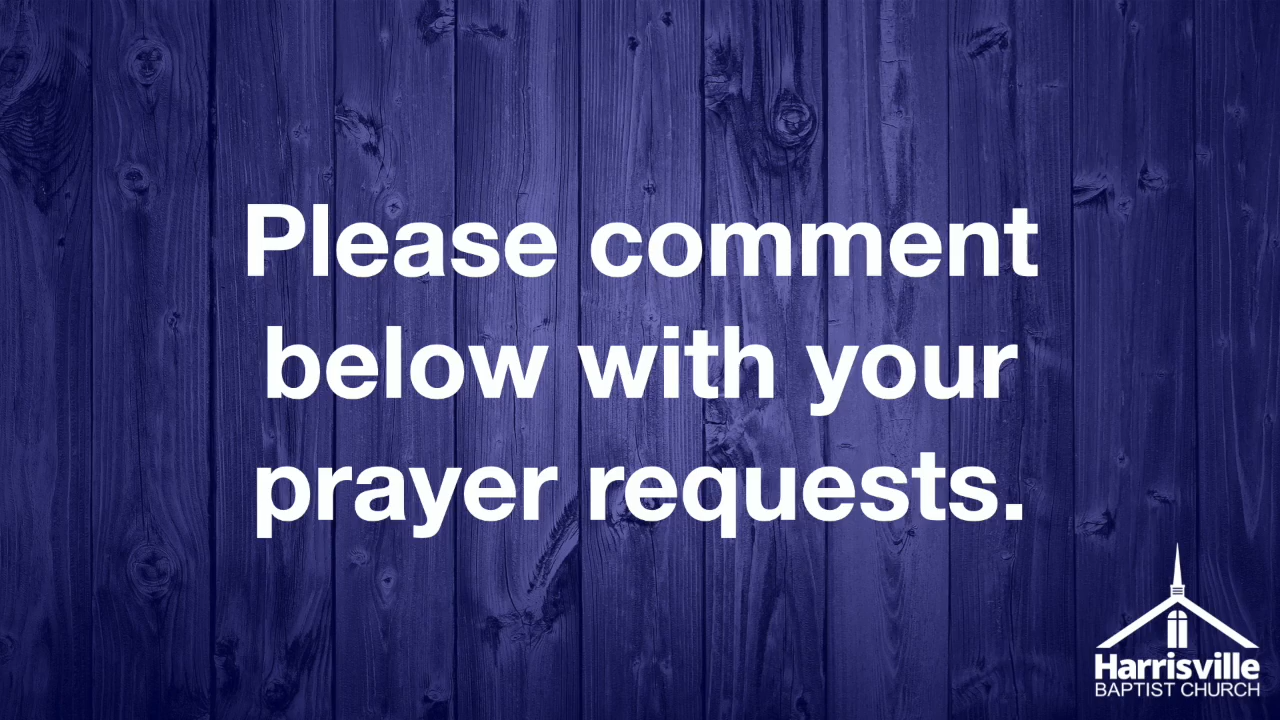 Please comment
below with your
prayer requests.
Harrisville
BAPTIST CHURCH